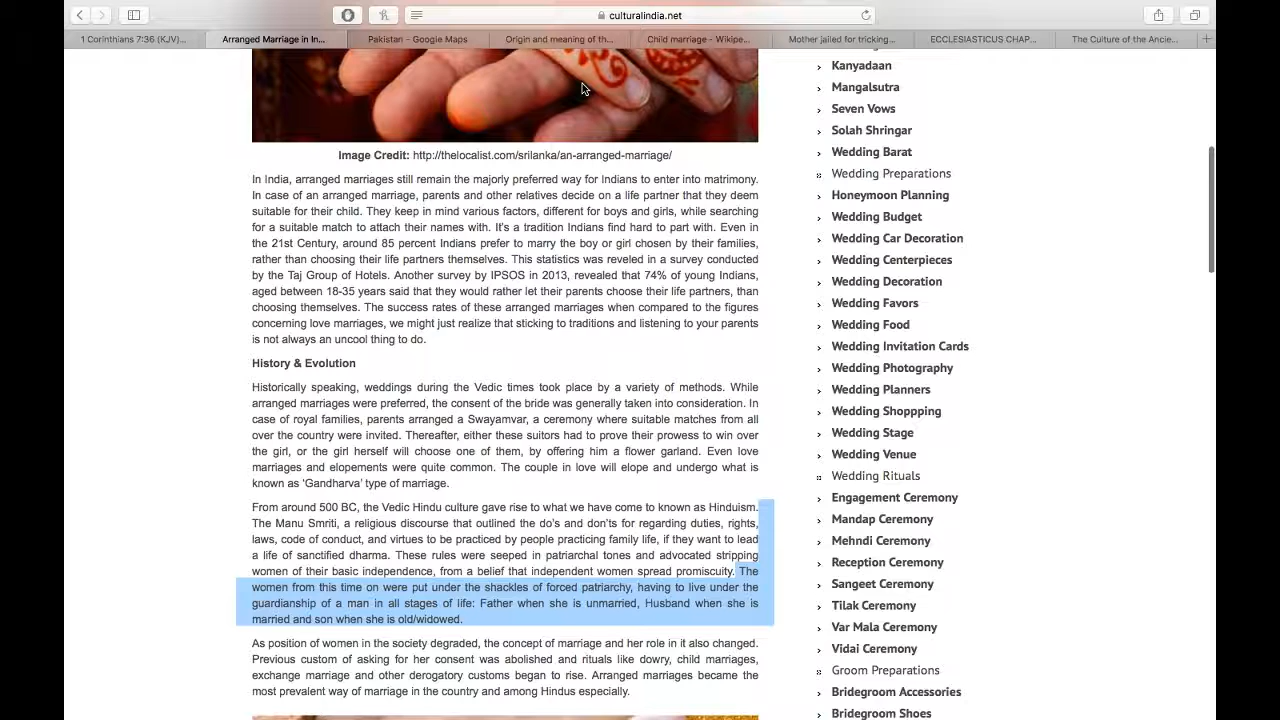 culturalindia.net
1 Corinthians 7:36 (KJV)...
Arranged Marriage in In...
Pakistan – Google Maps
Origin and meaning of th...
Child marriage - Wikipe...
Mother jailed for tricking...
ECCLESIASTICUS CHAP...
The Culture of the Ancie...
Image Credit: http://thelocalist.com/srilanka/an-arranged-marriage/
In India, arranged marriages still remain the majorly preferred way for Indians to enter into matrimony.
In case of an arranged marriage, parents and other relatives decide on a life partner that they deem
suitable for their child. They keep in mind various factors, different for boys and girls, while searching
for a suitable match to attach their names with. It's a tradition Indians find hard to part with. Even in
the 21st Century, around 85 percent Indians prefer to marry the boy or girl chosen by their families,
rather than choosing their life partners themselves. This statistics was reveled in a survey conducted
by the Taj Group of Hotels. Another survey by IPSOS in 2013, revealed that 74% of young Indians,
aged between 18-35 years said that they would rather let their parents choose their life partners, than
choosing themselves. The success rates of these arranged marriages when compared to the figures
concerning love marriages, we might just realize that sticking to traditions and listening to your parents
is not always an uncool thing to do.
History & Evolution
Historically speaking, weddings during the Vedic times took place by a variety of methods. While
arranged marriages were preferred, the consent of the bride was generally taken into consideration. In
case of royal families, parents arranged a Swayamvar, a ceremony where suitable matches from all
over the country were invited. Thereafter, either these suitors had to prove their prowess to win over
the girl, or the girl herself will choose one of them, by offering him a flower garland. Even love
marriages and elopements were quite common. The couple in love will elope and undergo what is
known as 'Gandharva' type of marriage.
From around 500 BC, the Vedic Hindu culture gave rise to what we have come to known as Hinduism.
The Manu Smriti, a religious discourse that outlined the do's and don'ts for regarding duties, rights,
laws, code of conduct, and virtues to be practiced by people practicing family life, if they want to lead
a life of sanctified dharma. These rules were seeped in patriarchal tones and advocated stripping
women of their basic independence, from a belief that independent women spread promiscuity. The
women from this time on were put under the shackles of forced patriarchy, having to live under the
guardianship of a man in all stages of life: Father when she is unmarried, Husband when she is
married and son when she is old/widowed.
As position of women in the society degraded, the concept of marriage and her role in it also changed.
Previous custom of asking for her consent was abolished and rituals like dowry, child marriages,
exchange marriage and other derogatory customs began to rise. Arranged marriages became the
most prevalent way of marriage in the country and among Hindus especially.
Kanyadaan
Mangalsutra
Seven Vows
Solah Shringar
Wedding Barat
Wedding Preparations
Honeymoon Planning
Wedding Budget
Wedding Car Decoration
Wedding Centerpieces
Wedding Decoration
Wedding Favors
Wedding Food
Wedding Invitation Cards
Wedding Photography
Wedding Planners
Wedding Shoppping
Wedding Stage
Wedding Venue
Wedding Rituals
Engagement Ceremony
Mandap Ceremony
Mehndi Ceremony
Reception Ceremony
Sangeet Ceremony
Tilak Ceremony
Var Mala Ceremony
Vidai Ceremony
Groom Preparations
Bridegroom Accessories
Bridegroom Shoes